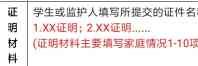 证明材料
学生或监护人填写所提交的证件名
1.XX证明；2.XX证明......
(证明材料主要填写家庭情况1-10项